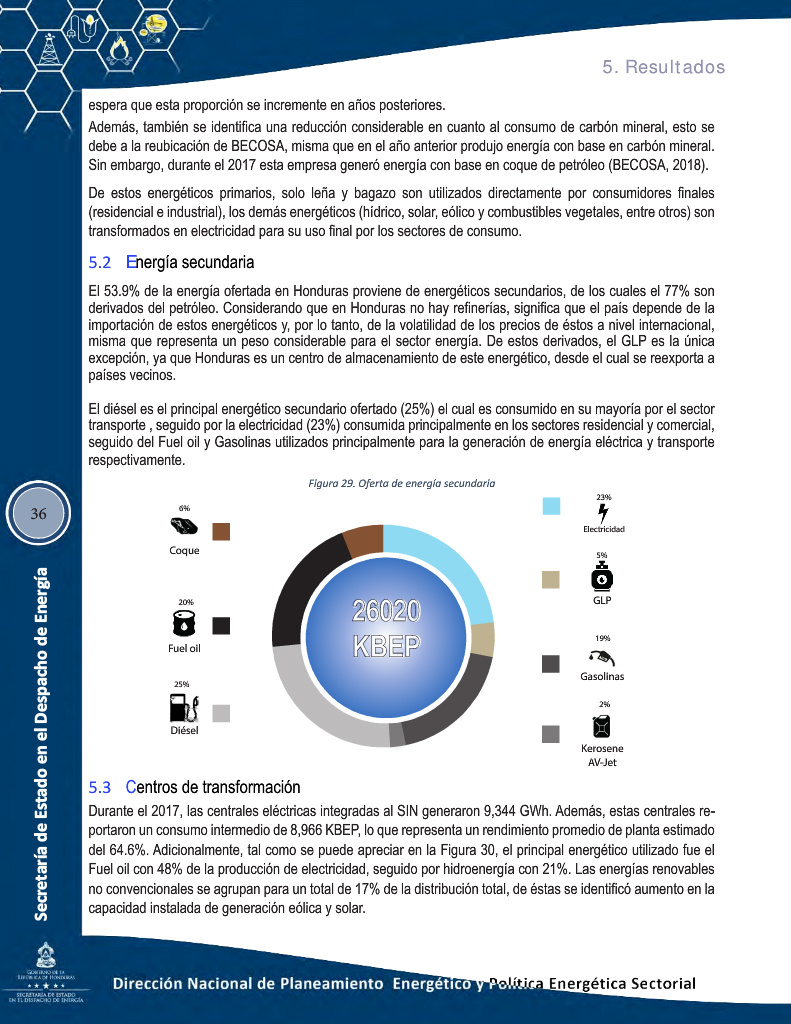 5. Resultados
espera que esta proporción se incremente en años posteriores.
Además, también se identifica una reducción considerable en cuanto al consumo de carbón mineral, esto se
debe a la reubicación de BECOSA, misma que en el año anterior produjo energía con base en carbón mineral.
Sin embargo, durante el 2017 esta empresa generó energía con base en coque de petróleo (BECOSA, 2018).
De estos energéticos primarios, solo leña y bagazo son utilizados directamente por consumidores finales
(residencial e industrial), los demás energéticos (hídrico, solar, eólico y combustibles vegetales, entre otros) son
transformados en electricidad para su uso final por los sectores de consumo.
5.2 Energía secundaria
El 53.9% de la energía ofertada en Honduras proviene de energéticos secundarios, de los cuales el 77% son
derivados del petróleo. Considerando que en Honduras no hay refinerías, significa que el país depende de la
importación de estos energéticos y, por lo tanto, de la volatilidad de los precios de éstos a nivel internacional,
misma que representa un peso considerable para el sector energía. De estos derivados, el GLP es la única
excepción, ya que Honduras es un centro de almacenamiento de este energético, desde el cual se reexporta a
países vecinos.
El diésel es el principal energético secundario ofertado (25%) el cual es consumido en su mayoría por el sector
transporte , seguido por la electricidad (23%) consumida principalmente en los sectores residencial y comercial,
seguido del Fuel oil y Gasolinas utilizados principalmente para la generación de energía eléctrica y transporte
respectivamente.
Figura 29. Oferta de energía secundaria
6%
Coque
20%
Fuel oil
25%
Diésel
26020
KBEP
23%
Electricidad
5%
GLP
19%
Gasolinas
2%
Kerosene
AV-Jet
5.3 Centros de transformación
Durante el 2017, las centrales eléctricas integradas al SIN generaron 9,344 GWh. Además, estas centrales re-
portaron un consumo intermedio de 8,966 KBEP, lo que representa un rendimiento promedio de planta estimado
del 64.6%. Adicionalmente, tal como se puede apreciar en la Figura 30, el principal energético utilizado fue el
Fuel oil con 48% de la producción de electricidad, seguido por hidroenergía con 21%. Las energías renovables
no convencionales se agrupan para un total de 17% de la distribución total, de éstas se identificó aumento en la
capacidad instalada de generación eólica y solar.
36
Secretaría de Estado en el Despacho de Energía
GOBIERNO DE LA
REPÚBLICA DE HONDURAS
SECRETARÍA DE ESTADO
EN EL DESPACHO DE ENERGÍA
Dirección Nacional de Planeamiento Energético y Política Energética Sectorial